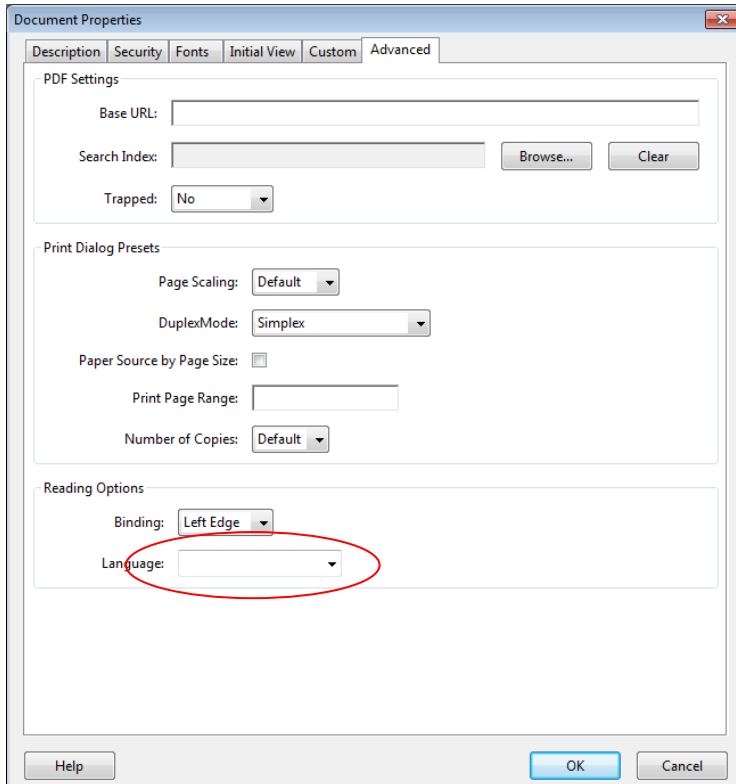 Document Properties
Description Security Fonts Initial View Custom Advanced
PDF Settings
Base URL:
Search Index: Browse... Clear
Trapped: No
Print Dialog Presets
Page Scaling: Default
DuplexMode: Simplex
Paper Source by Page Size:
Print Page Range:
Number of Copies: Default
Reading Options
Binding: Left Edge
Language:
Help OK Cancel